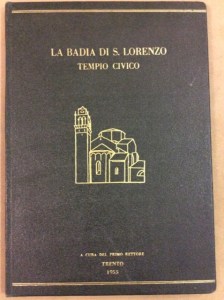 LA BADIA DI S. LORENZO
TEMPIO CIVICO
A CURA DEL PRIMO RETTORE
TRENTO
1955